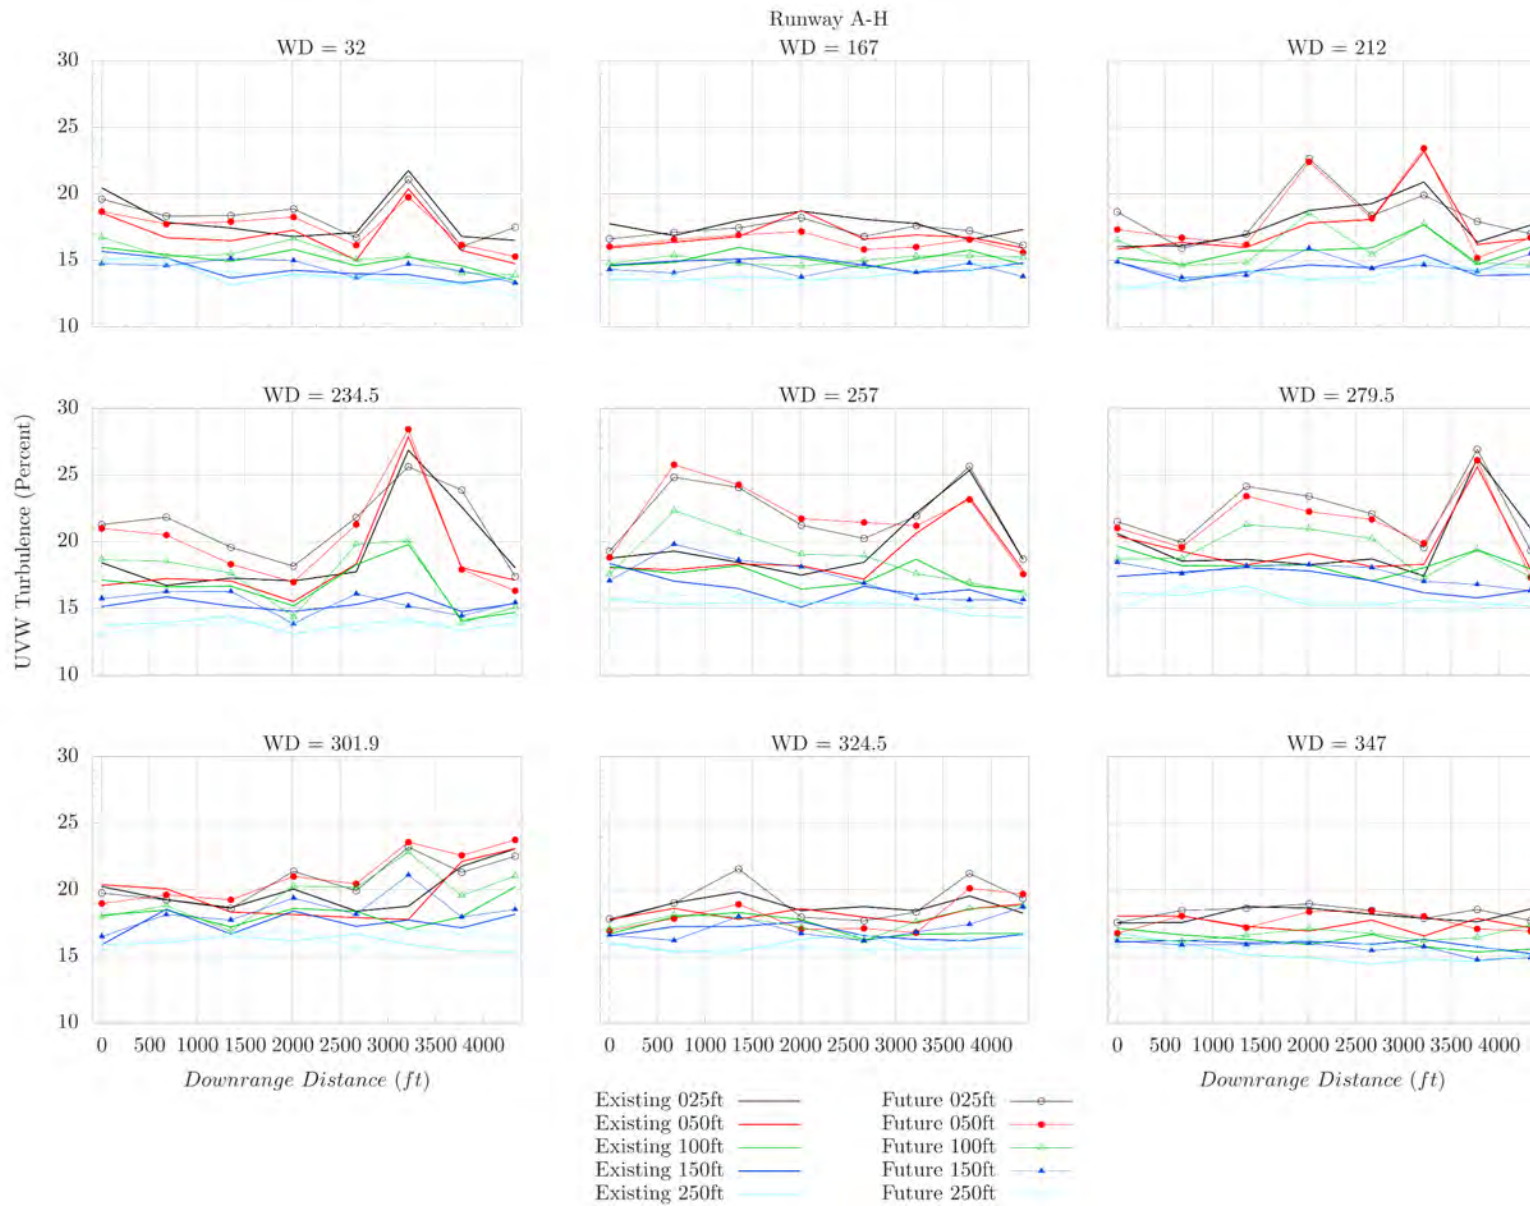 Runway A-H
WD = 32
WD = 167
WD = 212
30
25
20
15
10
WD = 234.5
WD = 257
WD = 279.5
30
25
20
15
10
UVW Turbulence (Percent)
WD = 301.9
WD = 324.5
WD = 347
30
25
20
15
10
0 500 1000 1500 2000 2500 3000 3500 4000
0 500 1000 1500 2000 2500 3000 3500 4000
0 500 1000 1500 2000 2500 3000 3500 4000
Downrange Distance (ft)
Downrange Distance (ft)
Existing 025ft Future 025ft
Existing 050ft Future 050ft
Existing 100ft Future 100ft
Existing 150ft Future 150ft
Existing 250ft Future 250ft